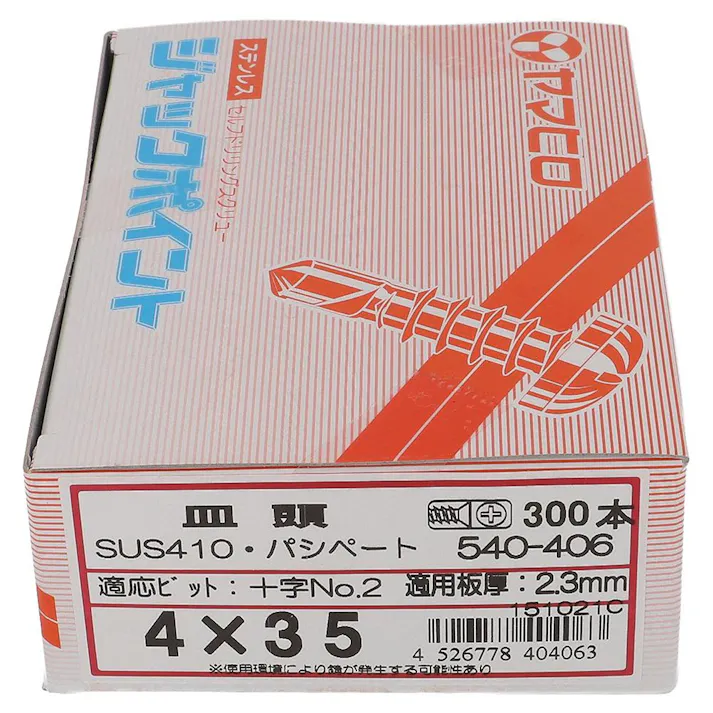 ヤマヒロ
ステンレス
セルフドリリングスクリュー
ジャックポイント
皿頭 300本
SUS410・パシペート 540-406
適応ビット:十字No.2 適用板厚:2.3mm
151021C
4×35
4 526778 404063
※使用環境により錆が発生する可能性あり